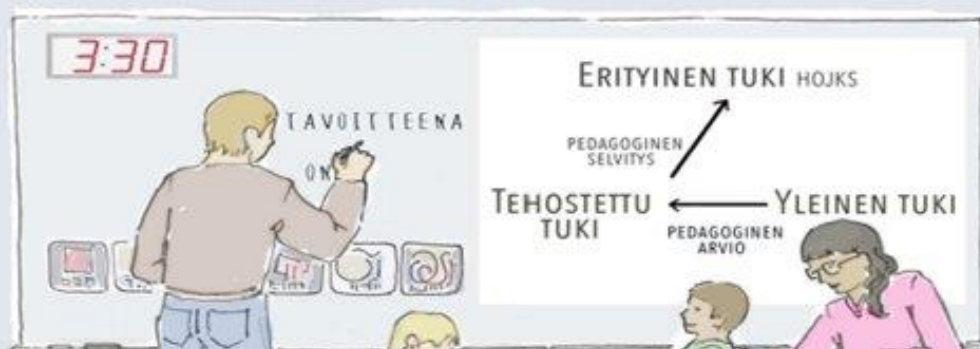 3:30
TAVOITTEENA
ON
ERITYINEN TUKI HOJKS
PEDAGOGINEN
SELVITYS
TEHOSTETTU
TUKI
YLEINEN TUKI
PEDAGOGINEN
ARVIO